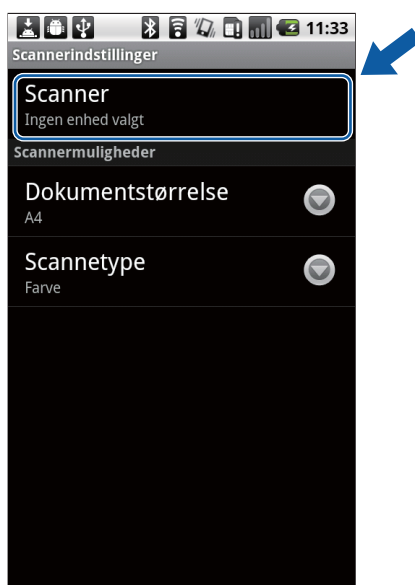 11:33
Scannerindstillinger
Scanner
Ingen enhed valgt
Scannermuligheder
Dokumentstørrelse
A4
Scannetype
Farve